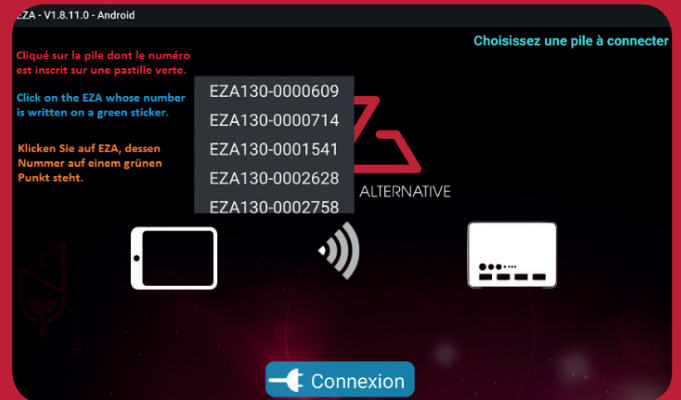 EZA - V1.8.11.0 - Android
Choisissez une pile à connecter
Cliqué sur la pile dont le numéro
est inscrit sur une pastille verte.
Click on the EZA whose number
is written on a green sticker.
Klicken Sie auf EZA, dessen
Nummer auf einem grünen
Punkt steht.
EZA130-0000609
EZA130-0000714
EZA130-0001541
EZA130-0002628
EZA130-0002758
ALTERNATIVE
Connexion